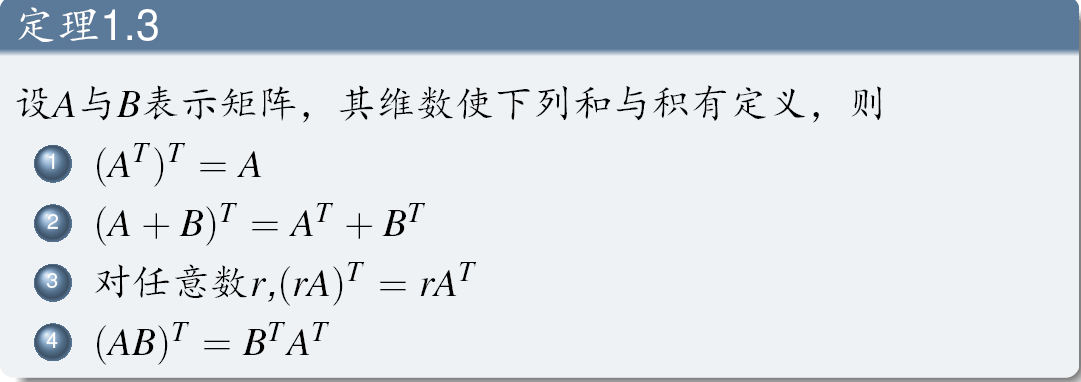 定理1.3
设A与B表示矩阵，其维数使下列和与积有定义，则
1 (A^T)^T = A
2 (A + B)^T = A^T + B^T
3 对任意数r,(rA)^T = rA^T
4 (AB)^T = B^T A^T